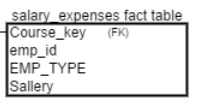 salary_expenses fact table
Course_key (FK)
emp_id
EMP_TYPE
Sallery